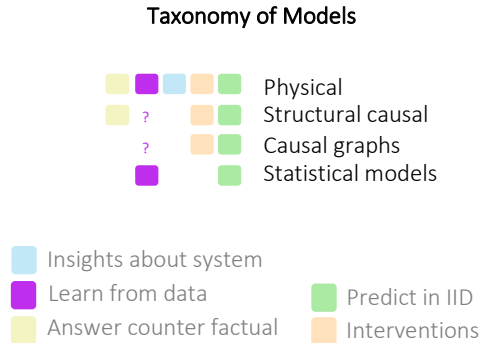 Taxonomy of Models
Physical
? Structural causal
? Causal graphs
Statistical models
Insights about system
Learn from data
Predict in IID
Answer counter factual
Interventions